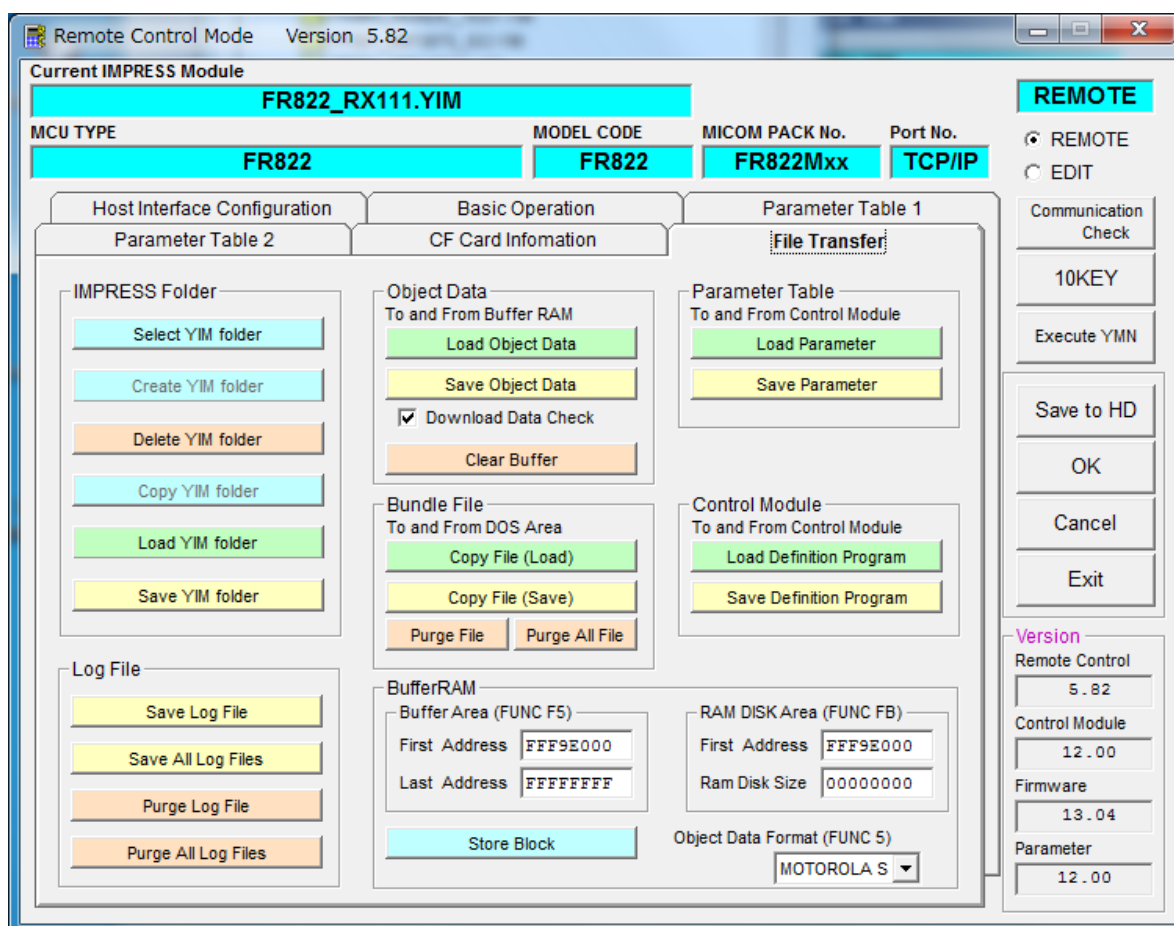 Remote Control Mode Version 5.82
Current IMPRESS Module
FR822_RX111.YIM
REMOTE
MCU TYPE
MODEL CODE
MICOM PACK No.
Port No.
FR822
FR822
FR822Mxx
TCP/IP
REMOTE
EDIT
Host Interface Configuration
Basic Operation
Parameter Table 1
Parameter Table 2
CF Card Infomation
File Transfer
IMPRESS Folder
Select YIM folder
Create YIM folder
Delete YIM folder
Copy YIM folder
Load YIM folder
Save YIM folder
Log File
Save Log File
Save All Log Files
Purge Log File
Purge All Log Files
Object Data
To and From Buffer RAM
Load Object Data
Save Object Data
Download Data Check
Clear Buffer
Bundle File
To and From DOS Area
Copy File (Load)
Copy File (Save)
Purge File
Purge All File
Parameter Table
To and From Control Module
Load Parameter
Save Parameter
Control Module
To and From Control Module
Load Definition Program
Save Definition Program
BufferRAM
Buffer Area (FUNC F5)
First Address FFF9E000
Last Address FFFFFFFF
RAM DISK Area (FUNC FB)
First Address FFF9E000
Ram Disk Size 00000000
Store Block
Object Data Format (FUNC 5)
MOTOROLA S
Communication
Check
10KEY
Execute YMN
Save to HD
OK
Cancel
Exit
Version
Remote Control
5.82
Control Module
12.00
Firmware
13.04
Parameter
12.00